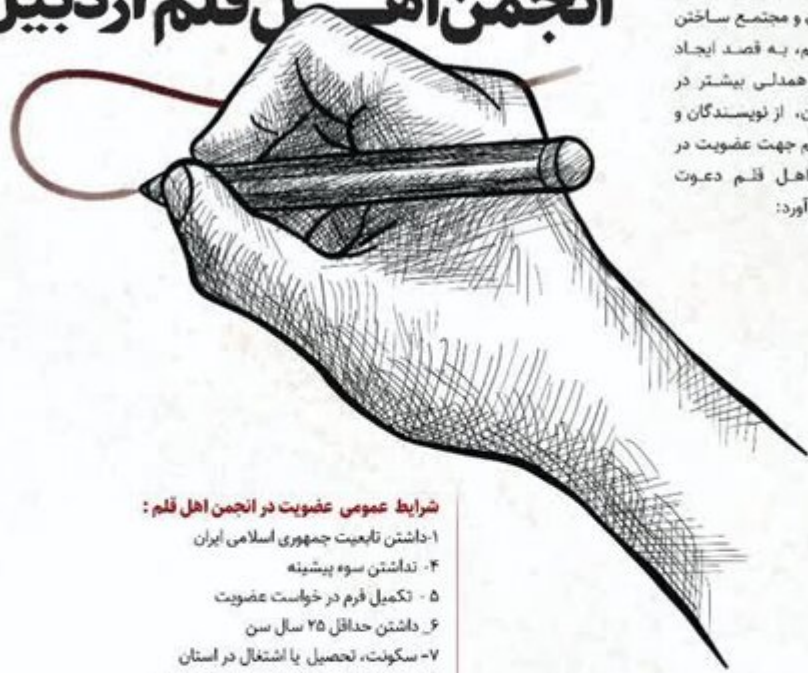 انجمن اهل قلم اردبیل
و مجتمع ساختن
به قصد ایجاد
همدلی بیشتر در
از نویسندگان و
جهت عضویت در
اهل قلم دعوت
آورد:
شرایط عمومی عضویت در انجمن اهل قلم :
۱-داشتن تابعیت جمهوری اسلامی ایران
۴- نداشتن سوء پیشینه
۵ - تکمیل فرم در خواست عضویت
۶_ داشتن حداقل ۲۵ سال سن
۷- سکونت، تحصیل یا اشتغال در استان